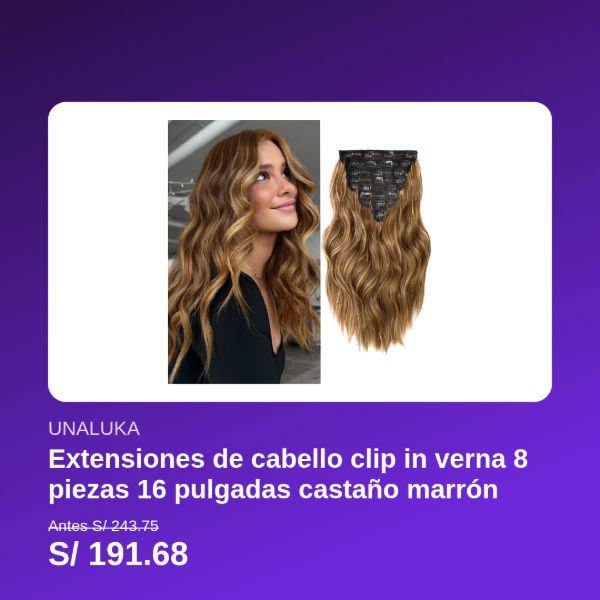 UNALUKA
Extensiones de cabello clip in verna 8
piezas 16 pulgadas castaño marrón
Antes S/ 243.75
S/ 191.68